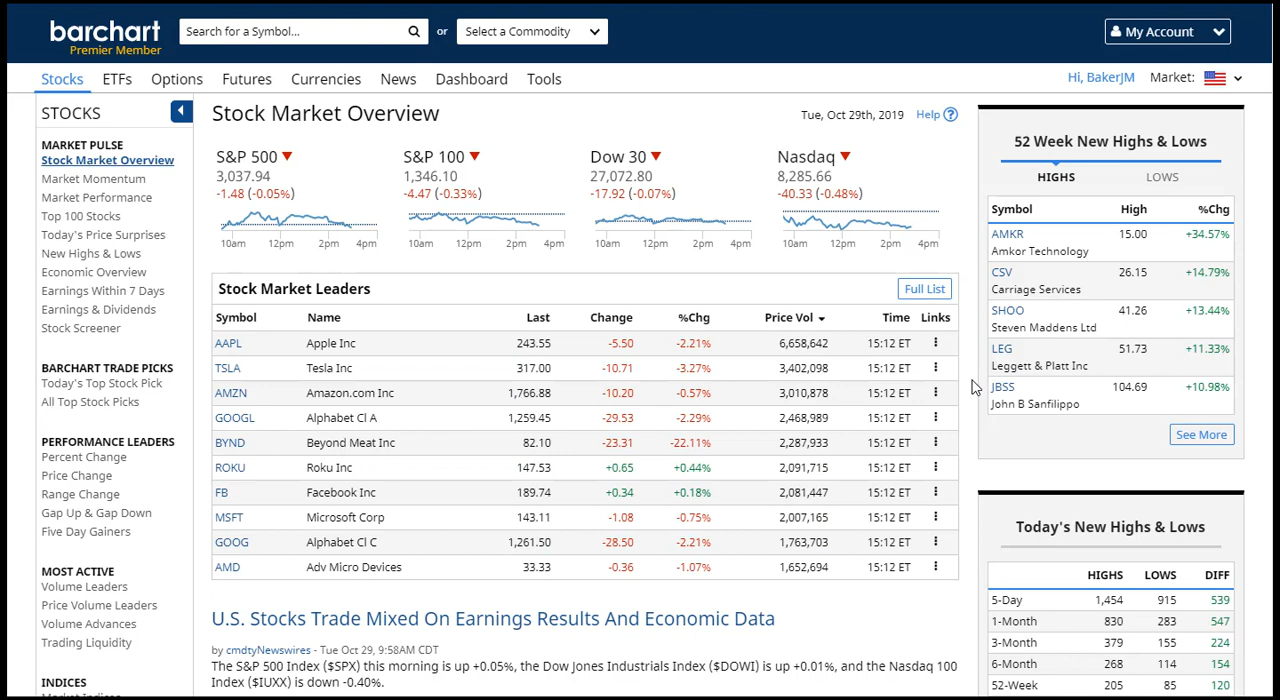 barchart
Premier Member
Search for a Symbol... or Select a Commodity
My Account
Stocks ETFs Options Futures Currencies News Dashboard Tools
Hi, BakerJM Market:
STOCKS
MARKET PULSE
Stock Market Overview
Market Momentum
Market Performance
Top 100 Stocks
Today's Price Surprises
New Highs & Lows
Economic Overview
Earnings Within 7 Days
Earnings & Dividends
Stock Screener
BARCHART TRADE PICKS
Today's Top Stock Pick
All Top Stock Picks
PERFORMANCE LEADERS
Percent Change
Price Change
Range Change
Gap Up & Gap Down
Five Day Gainers
MOST ACTIVE
Volume Leaders
Price Volume Leaders
Volume Advances
Trading Liquidity
INDICES
Market Indices
Stock Market Overview
Tue, Oct 29th, 2019 Help ?
S&P 500 S&P 100 Dow 30 Nasdaq
3,037.94 1,346.10 27,072.80 8,285.66
-1.48 (-0.05%) -4.47 (-0.33%) -17.92 (-0.07%) -40.33 (-0.48%)
10am 12pm 2pm 4pm 10am 12pm 2pm 4pm 10am 12pm 2pm 4pm 10am 12pm 2pm 4pm
Stock Market Leaders Full List
Symbol Name Last Change %Chg Price Vol Time Links
AAPL Apple Inc 243.55 -5.50 -2.21% 6,658,642 15:12 ET
TSLA Tesla Inc 317.00 -10.71 -3.27% 3,402,098 15:12 ET
AMZN Amazon.com Inc 1,766.88 -10.20 -0.57% 3,010,878 15:12 ET
GOOGL Alphabet Cl A 1,259.45 -29.53 -2.29% 2,468,989 15:12 ET
BYND Beyond Meat Inc 82.10 -23.31 -22.11% 2,287,933 15:12 ET
ROKU Roku Inc 147.53 +0.65 +0.44% 2,091,715 15:12 ET
FB Facebook Inc 189.74 +0.34 +0.18% 2,081,447 15:12 ET
MSFT Microsoft Corp 143.11 -1.08 -0.75% 2,007,165 15:12 ET
GOOG Alphabet Cl C 1,261.50 -28.50 -2.21% 1,763,703 15:12 ET
AMD Adv Micro Devices 33.33 -0.36 -1.07% 1,652,694 15:12 ET
U.S. Stocks Trade Mixed On Earnings Results And Economic Data
by cmdtyNewswires - Tue Oct 29, 9:58AM CDT
The S&P 500 Index ($SPX) this morning is up +0.05%, the Dow Jones Industrials Index ($DOWI) is up +0.01%, and the Nasdaq 100
Index ($IUXX) is down -0.40%.
52 Week New Highs & Lows
HIGHS LOWS
Symbol High %Chg
AMKR 15.00 +34.57%
Amkor Technology
CSV 26.15 +14.79%
Carriage Services
SHOO 41.26 +13.44%
Steven Maddens Ltd
LEG 51.73 +11.33%
Leggett & Platt Inc
JBSS 104.69 +10.98%
John B Sanfilippo
See More
Today's New Highs & Lows
HIGHS LOWS DIFF
5-Day 1,454 915 539
1-Month 830 283 547
3-Month 379 155 224
6-Month 268 114 154
52-Week 205 85 120